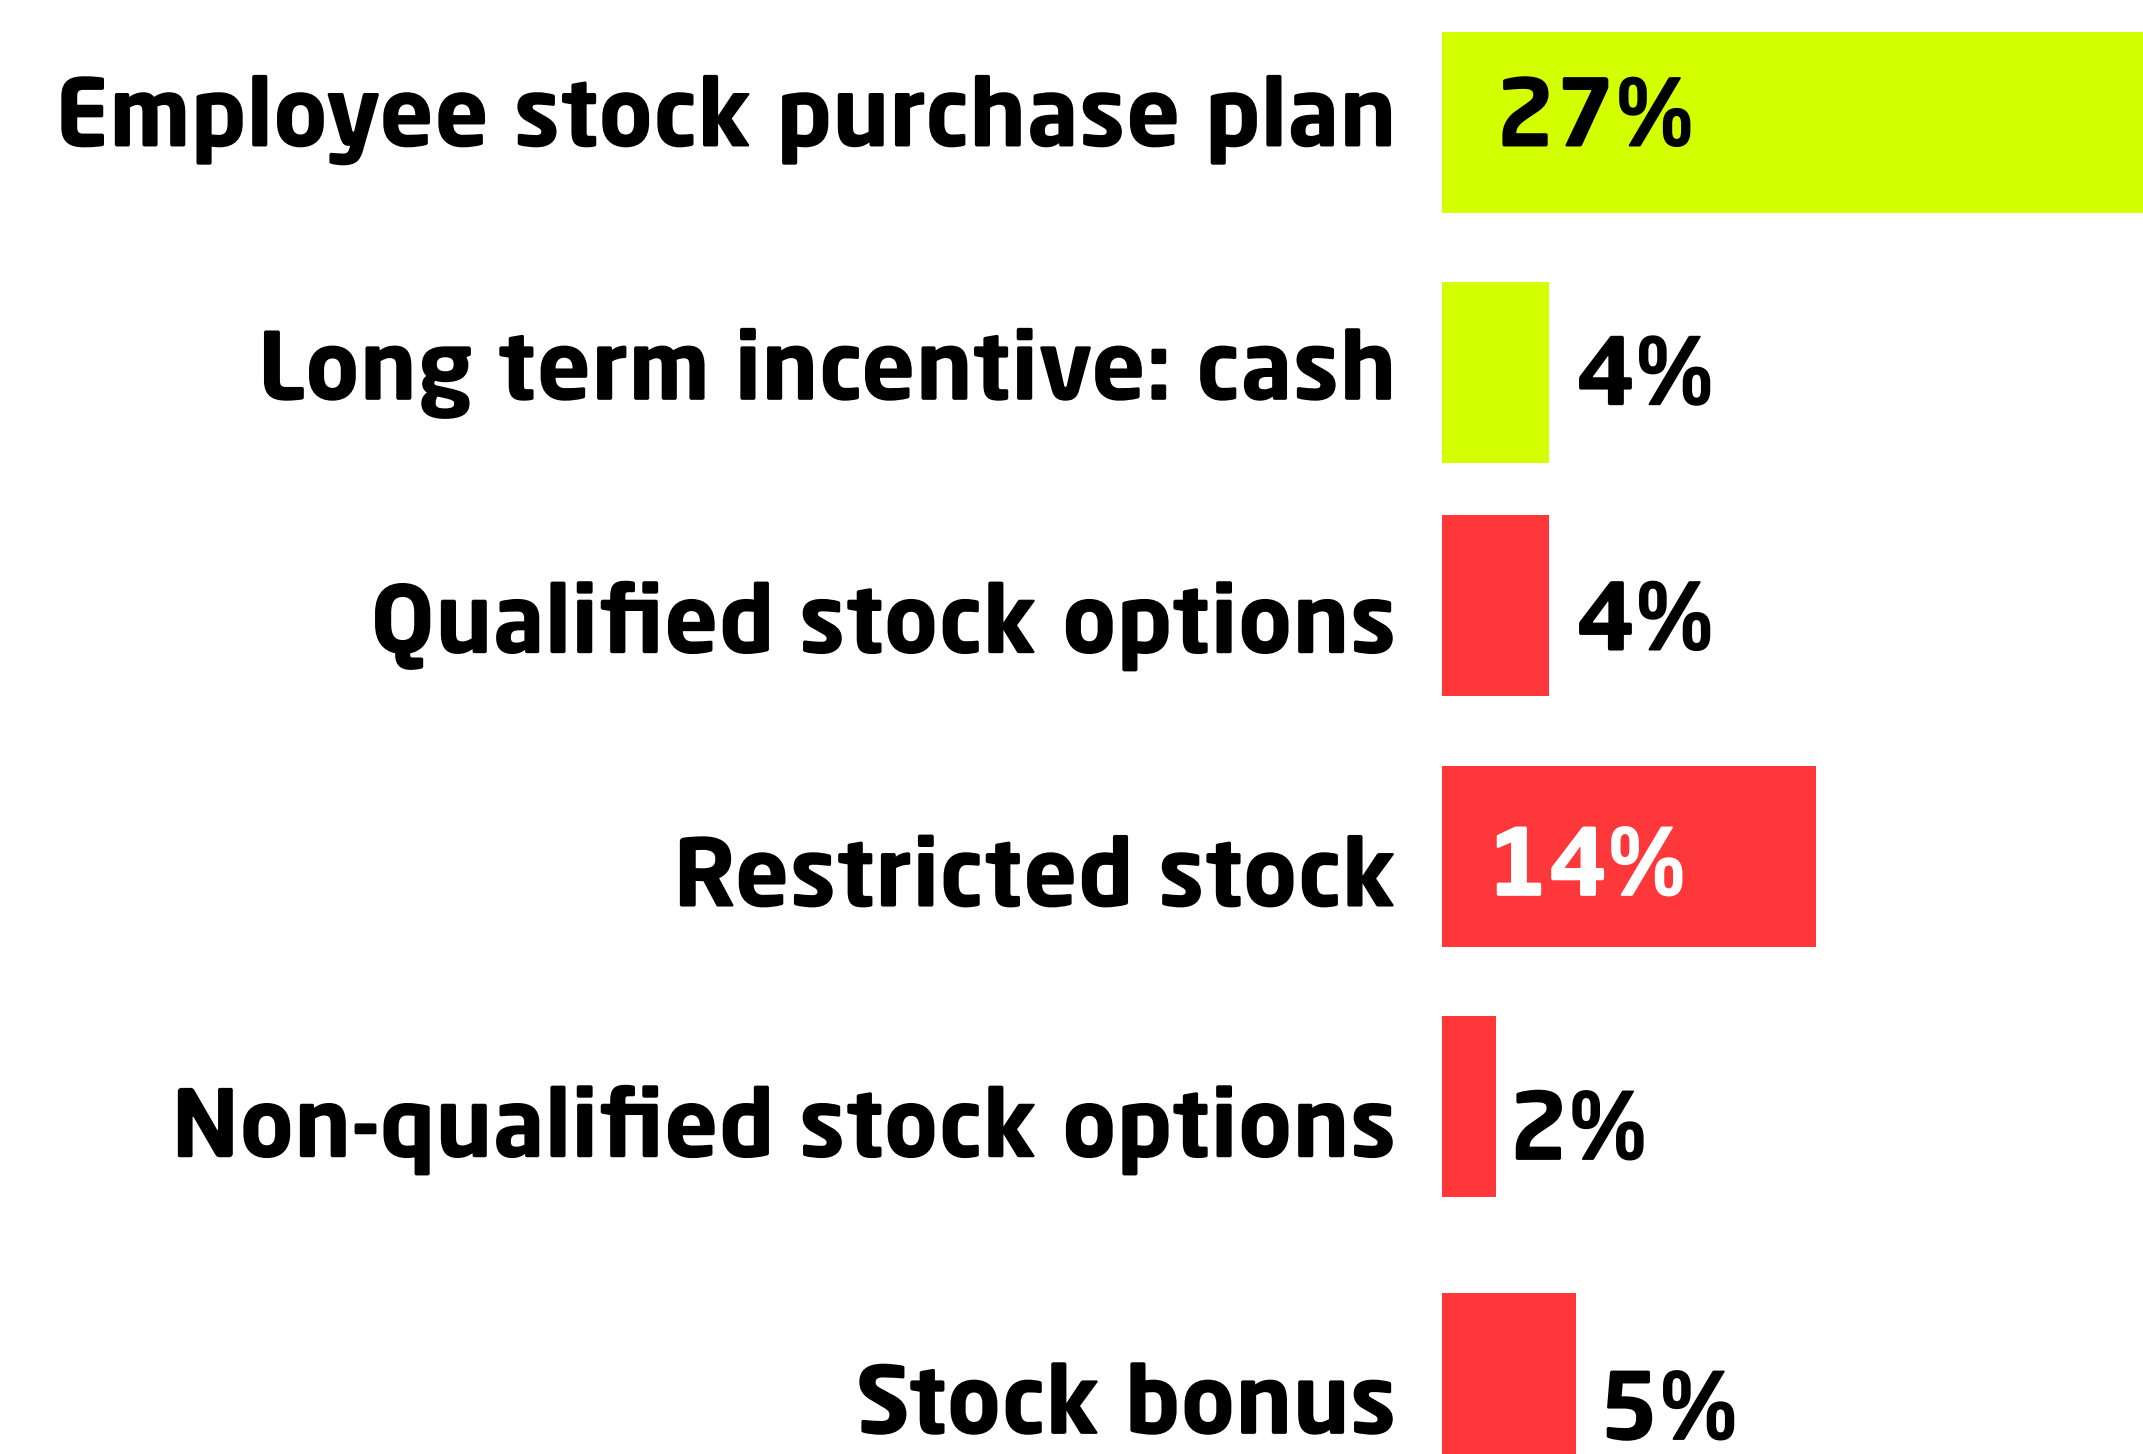 Employee stock purchase plan 27%
Long term incentive: cash 4%
Qualified stock options 4%
Restricted stock 14%
Non-qualified stock options 2%
Stock bonus 5%